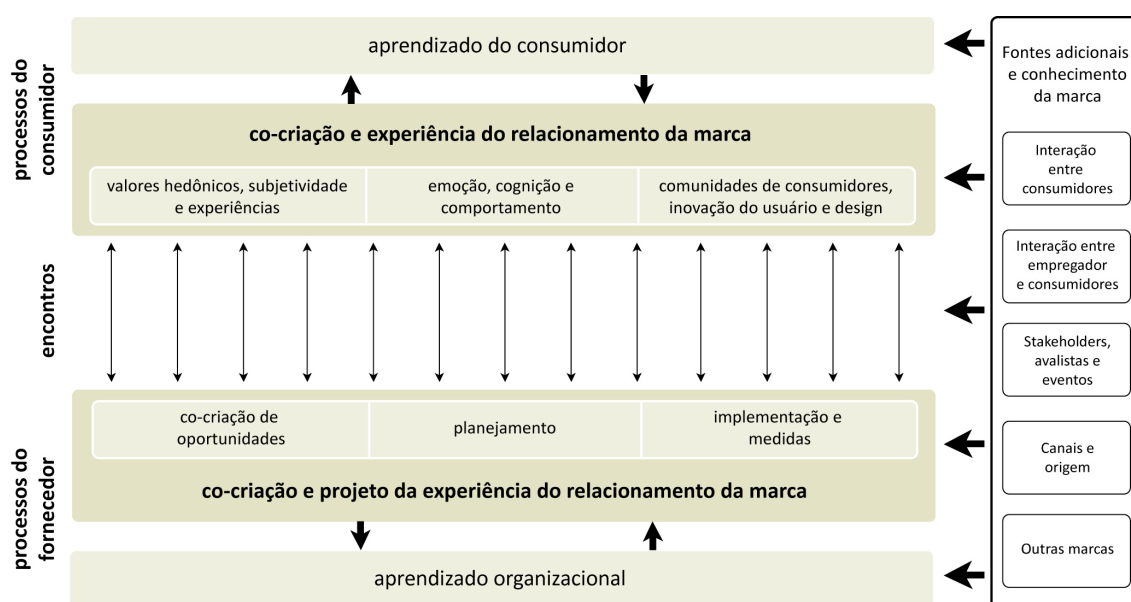 processos do
consumidor
aprendizado do consumidor
co-criação e experiência do relacionamento da marca
valores hedônicos, subjetividade
e experiências
emoção, cognição e
comportamento
comunidades de consumidores,
inovação do usuário e design
encontros
processos do
fornecedor
co-criação de
oportunidades
planejamento
implementação e
medidas
co-criação e projeto da experiência do relacionamento da marca
aprendizado organizacional
Fontes adicionais
e conhecimento
da marca
Interação
entre
consumidores
Interação entre
empregador
e consumidores
Stakeholders,
avalistas e
eventos
Canais e
origem
Outras marcas